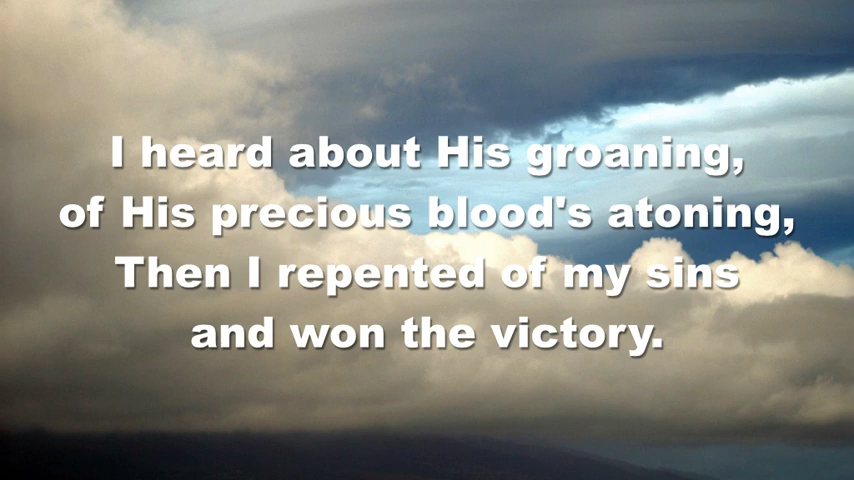 I heard about His groaning,
of His precious blood's atoning,
Then I repented of my sins
and won the victory.